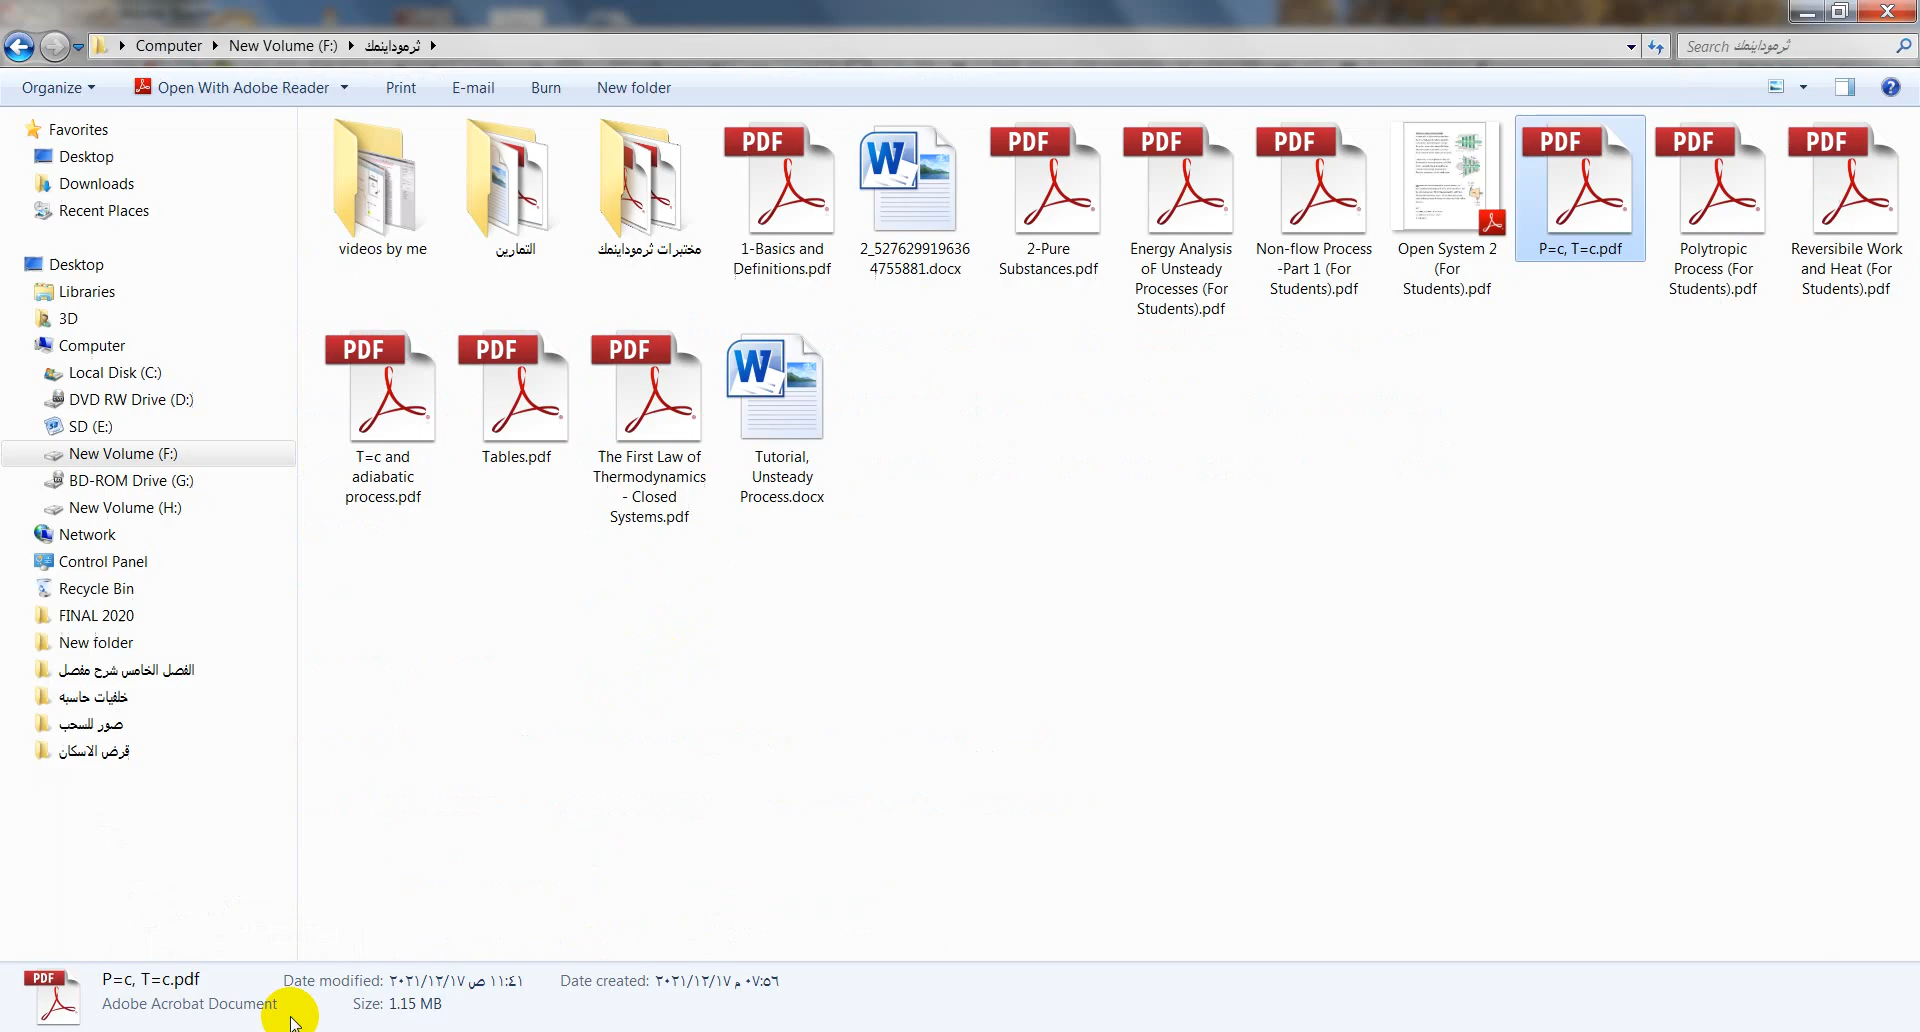 Computer
New Volume (F:)
ثرموداينمك
Search ثرموداينمك
Organize
Open With Adobe Reader
Print
E-mail
Burn
New folder
Favorites
Desktop
Downloads
Recent Places
Desktop
Libraries
3D
Computer
Local Disk (C:)
DVD RW Drive (D:)
SD (E:)
New Volume (F:)
BD-ROM Drive (G:)
New Volume (H:)
Network
Control Panel
Recycle Bin
FINAL 2020
New folder
الفصل الخامس شرح مفصل
خلفيات حاسبه
صور للسحب
قرض الاسكان
videos by me
التمارين
مختبرات ثرموداينمك
PDF
1-Basics and
Definitions.pdf
W
2_527629919636
4755881.docx
PDF
2-Pure
Substances.pdf
PDF
Energy Analysis
oF Unsteady
Processes (For
Students).pdf
PDF
Non-flow Process
-Part 1 (For
Students).pdf
Open System 2
(For
Students).pdf
PDF
P=c, T=c.pdf
PDF
Polytropic
Process (For
Students).pdf
PDF
Reversibile Work
and Heat (For
Students).pdf
PDF
T=c and
adiabatic
process.pdf
PDF
Tables.pdf
PDF
The First Law of
Thermodynamics
- Closed
Systems.pdf
W
Tutorial,
Unsteady
Process.docx
PDF
P=c, T=c.pdf
Adobe Acrobat Document
Date modified: ٢٠٢١/١٢/١٧ ص ١١:٤١
Size: 1.15 MB
Date created: ٢٠٢١/١٢/١٧ م ٠٧:٥٦